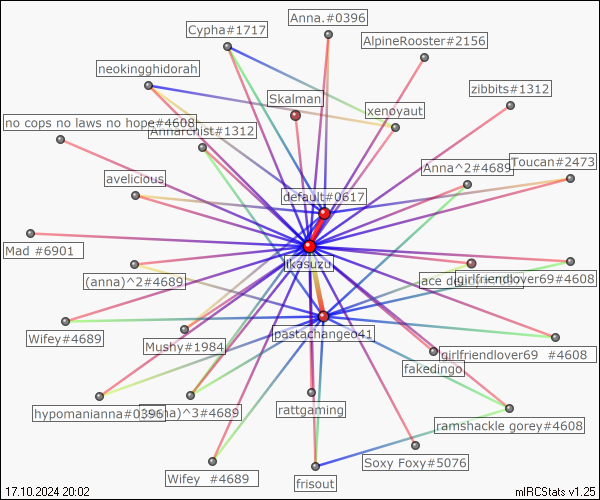 Anna.#0396
Cypha#1717
AlpineRooster#2156
neokingghidorah
zibbits#1312
Skalman
xenoyaut
no cops no laws no hope#4608
Annarchist#1312
Toucan#2473
Anna^2#4689
avelicious
default#0617
Mad #6901
Ikasuzu
(anna)^2#4689
ace
girlfriendlover69#4608
Wifey#4689
pastachangeo41
Mushy#1984
girlfriendlover69 #4608
fakedingo
hypomanianna#0396
)^3#4689
rattgaming
ramshackle gorey#4608
Soxy Foxy#5076
Wifey #4689
frisout
17.10.2024 20:02
mIRCStats v1.25